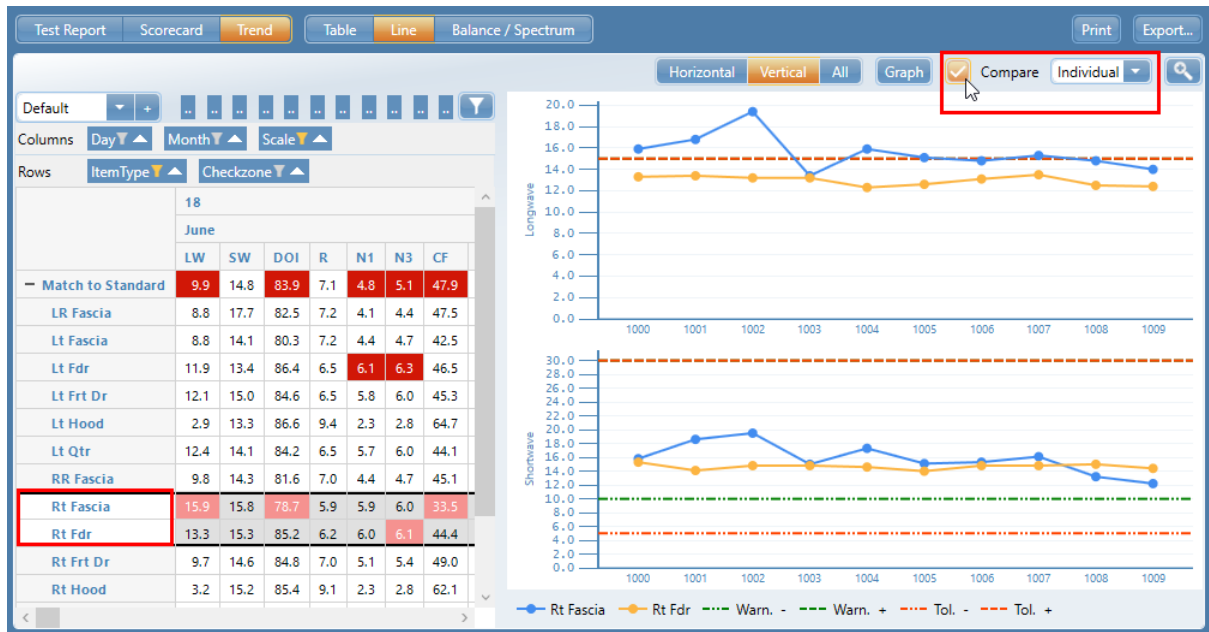 Test Report Scorecard Trend Table Line Balance / Spectrum Print Export...
Horizontal Vertical All Graph Compare Individual
Default + .. .. .. .. .. .. .. .. .. .. ..
Columns Day Month Scale
Rows ItemType Checkzone
18
June
LW SW DOI R N1 N3 CF
− Match to Standard 9.9 14.8 83.9 7.1 4.8 5.1 47.9
LR Fascia 8.8 17.7 82.5 7.2 4.1 4.4 47.5
Lt Fascia 8.8 14.1 80.3 7.2 4.4 4.7 42.5
Lt Fdr 11.9 13.4 86.4 6.5 6.1 6.3 46.5
Lt Frt Dr 12.1 15.0 84.6 6.5 5.8 6.0 45.3
Lt Hood 2.9 13.3 86.6 9.4 2.3 2.8 64.7
Lt Qtr 12.4 14.1 84.2 6.5 5.7 6.0 44.1
RR Fascia 9.8 14.3 81.6 7.0 4.4 4.7 45.1
Rt Fascia 15.9 15.8 78.7 5.9 5.9 6.0 33.5
Rt Fdr 13.3 15.3 85.2 6.2 6.0 6.1 44.4
Rt Frt Dr 9.7 14.6 84.8 7.0 5.1 5.4 49.0
Rt Hood 3.2 15.2 85.4 9.1 2.3 2.8 62.1
Longwave
20.0
18.0
16.0
14.0
12.0
10.0
8.0
6.0
4.0
2.0
0.0
1000 1001 1002 1003 1004 1005 1006 1007 1008 1009
Shortwave
30.0
28.0
26.0
24.0
22.0
20.0
18.0
16.0
14.0
12.0
10.0
8.0
6.0
4.0
2.0
0.0
1000 1001 1002 1003 1004 1005 1006 1007 1008 1009
Rt Fascia Rt Fdr Warn. - Warn. + Tol. - Tol. +